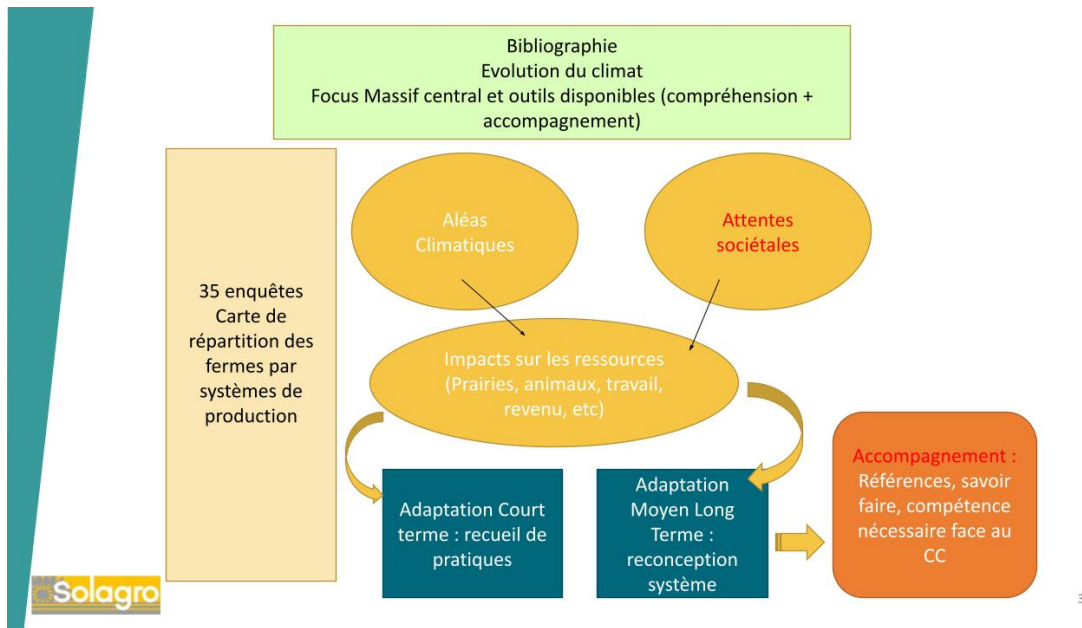 Bibliographie
Evolution du climat
Focus Massif central et outils disponibles (compréhension +
accompagnement)
35 enquêtes
Carte de
répartition des
fermes par
systèmes de
production
Aléas
Climatiques
Attentes
sociétales
Impacts sur les ressources
(Prairies, animaux, travail,
revenu, etc)
Adaptation Court
terme : recueil de
pratiques
Adaptation
Moyen Long
Terme :
reconception
système
Accompagnement :
Références, savoir
faire, compétence
nécessaire face au
CC
Solagro
3